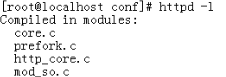 [root@localhost conf]# httpd -l
Compiled in modules:
  core.c
  prefork.c
  http_core.c
  mod_so.c